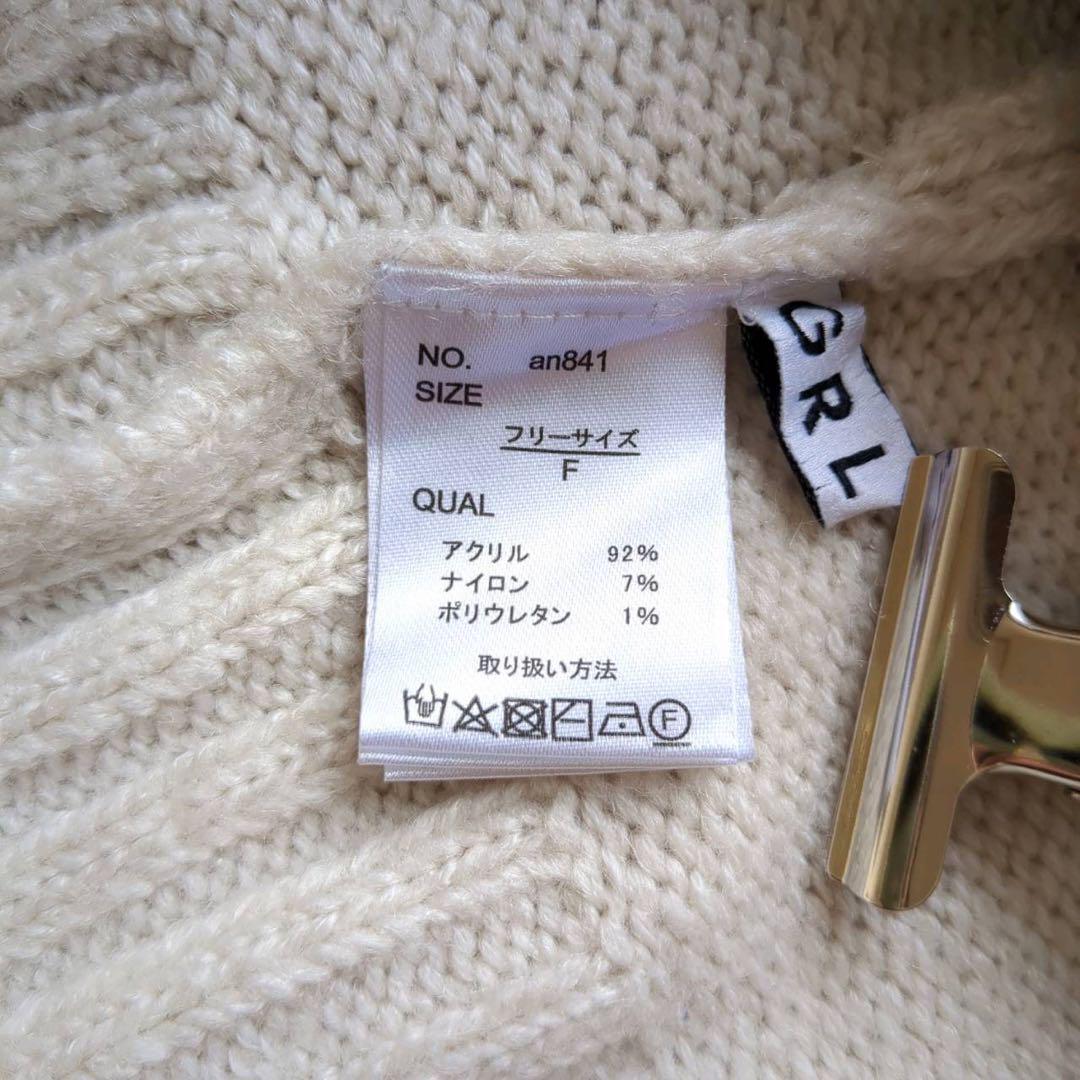 NO. an841
SIZE
フリーサイズ
F
QUAL
アクリル 92%
ナイロン 7%
ポリウレタン 1%
取り扱い方法
F
GRL